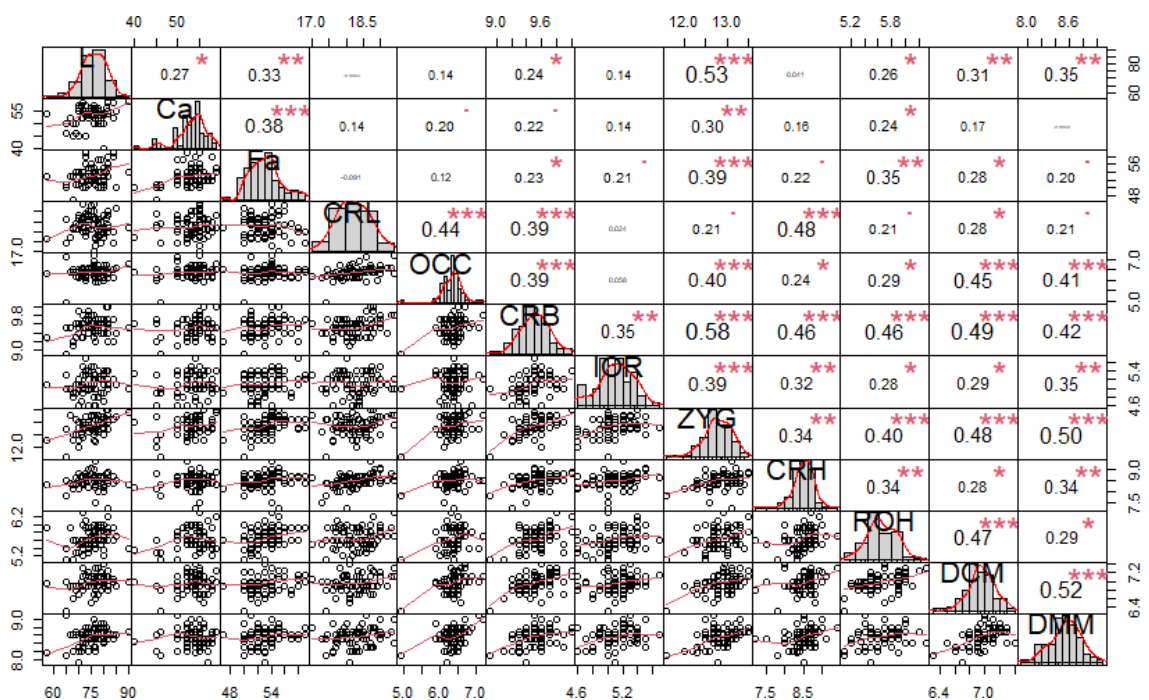 40 50 17.0 18.5 9.0 9.6 12.0 13.0 5.2 5.8 8.0 8.6
L 0.27 * 0.33 ** 0.14 0.24 * 0.14 0.53 *** 0.041 0.26 * 0.31 ** 0.35 ** 60 80
40 55 Ca 0.38 *** 0.14 0.20 . 0.22 . 0.14 0.30 ** 0.16 0.24 * 0.17
Fa -0.091 0.12 0.23 * 0.21 . 0.39 *** 0.22 . 0.35 ** 0.28 * 0.20 . 48 56
17.0 CRL 0.44 *** 0.39 *** 0.024 0.21 . 0.48 *** 0.21 . 0.28 * 0.21 .
OCC 0.39 *** 0.058 0.40 *** 0.24 * 0.29 * 0.45 *** 0.41 *** 6.0 7.0
9.0 9.8 CRB 0.35 ** 0.58 *** 0.46 *** 0.46 *** 0.49 *** 0.42 ***
IOR 0.39 *** 0.32 ** 0.28 * 0.29 * 0.35 ** 4.6 5.4
12.0 ZYG 0.34 ** 0.40 *** 0.48 *** 0.50 ***
CRH 0.34 ** 0.28 * 0.34 ** 7.5 9.0
5.2 6.2 ROH 0.47 *** 0.29 *
DCM 0.52 *** 6.4 7.2
8.0 9.0 DMM
60 75 90 48 54 5.0 6.0 7.0 4.6 5.2 7.5 8.5 6.4 7.0